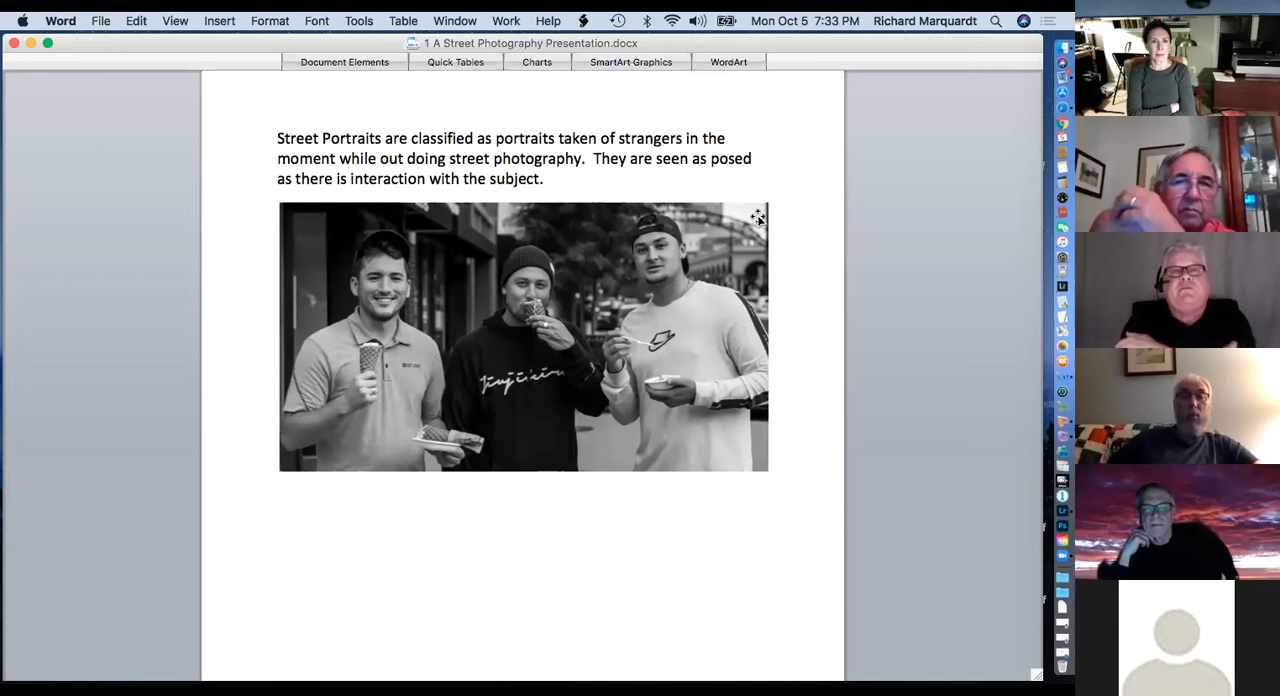 Word File Edit View Insert Format Font Tools Table Window Work Help Mon Oct 5 7:33 PM Richard Marquardt
1 A Street Photography Presentation.docx
Document Elements Quick Tables Charts SmartArt Graphics WordArt
Street Portraits are classified as portraits taken of strangers in the
moment while out doing street photography. They are seen as posed
as there is interaction with the subject.